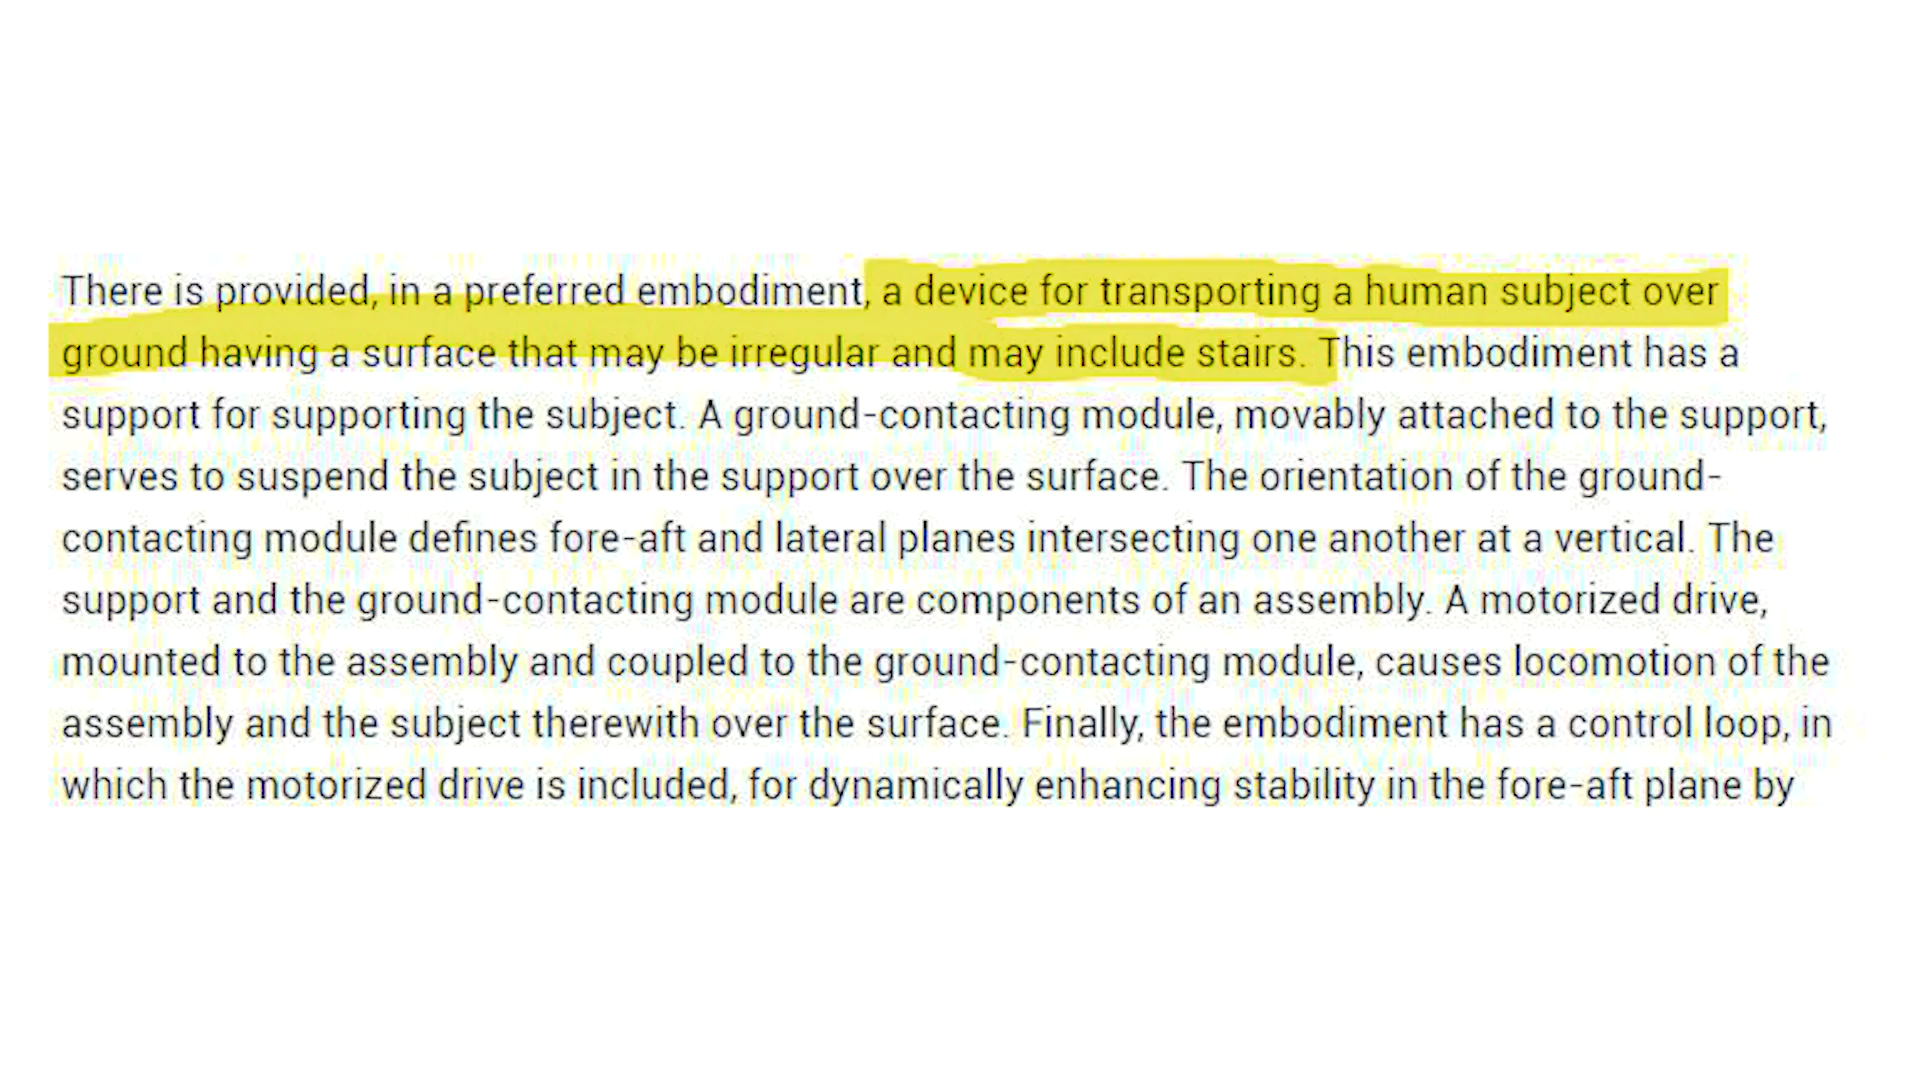 There is provided, in a preferred embodiment, a device for transporting a human subject over
ground having a surface that may be irregular and may include stairs. This embodiment has a
support for supporting the subject. A ground-contacting module, movably attached to the support,
serves to suspend the subject in the support over the surface. The orientation of the ground-
contacting module defines fore-aft and lateral planes intersecting one another at a vertical. The
support and the ground-contacting module are components of an assembly. A motorized drive,
mounted to the assembly and coupled to the ground-contacting module, causes locomotion of the
assembly and the subject therewith over the surface. Finally, the embodiment has a control loop, in
which the motorized drive is included, for dynamically enhancing stability in the fore-aft plane by